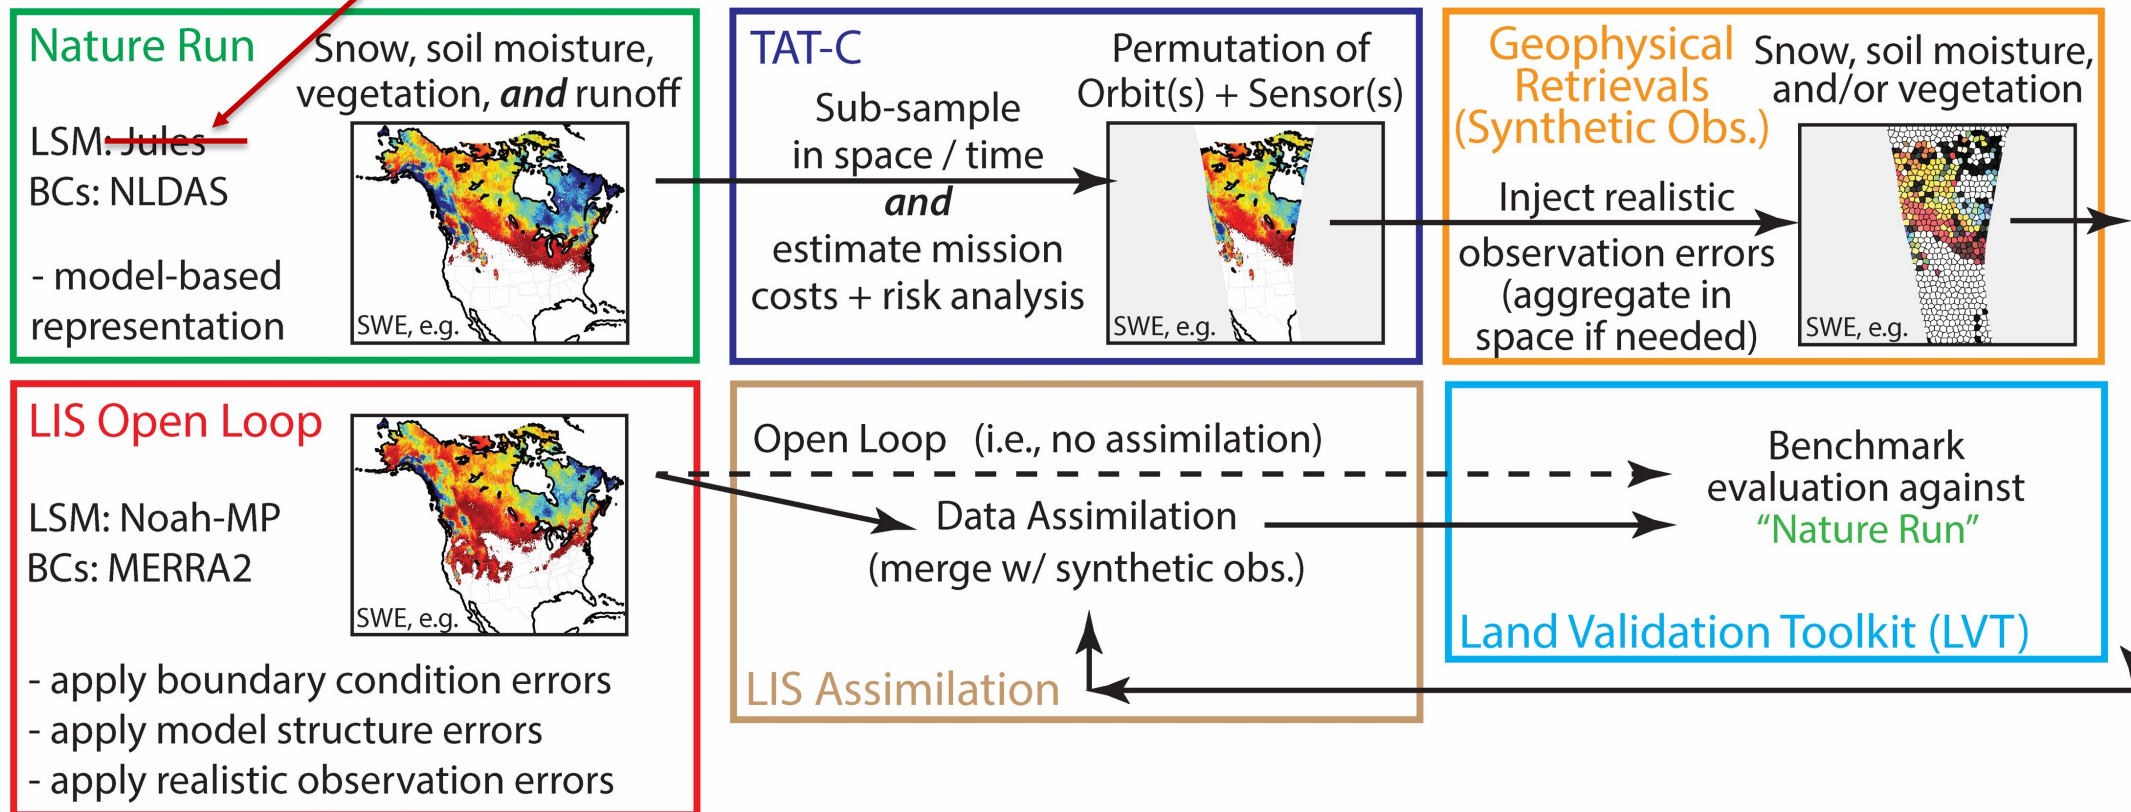 Nature Run
Snow, soil moisture,
vegetation, and runoff
LSM: Jules
BCs: NLDAS
- model-based
representation
SWE, e.g.
TAT-C
Sub-sample
in space / time
and
estimate mission
costs + risk analysis
Permutation of
Orbit(s) + Sensor(s)
SWE, e.g.
Geophysical
Retrievals
(Synthetic Obs.)
Snow, soil moisture,
and/or vegetation
Inject realistic
observation errors
(aggregate in
space if needed)
SWE, e.g.
LIS Open Loop
LSM: Noah-MP
BCs: MERRA2
SWE, e.g.
- apply boundary condition errors
- apply model structure errors
- apply realistic observation errors
Open Loop (i.e., no assimilation)
Data Assimilation
(merge w/ synthetic obs.)
LIS Assimilation
Benchmark
evaluation against
“Nature Run”
Land Validation Toolkit (LVT)